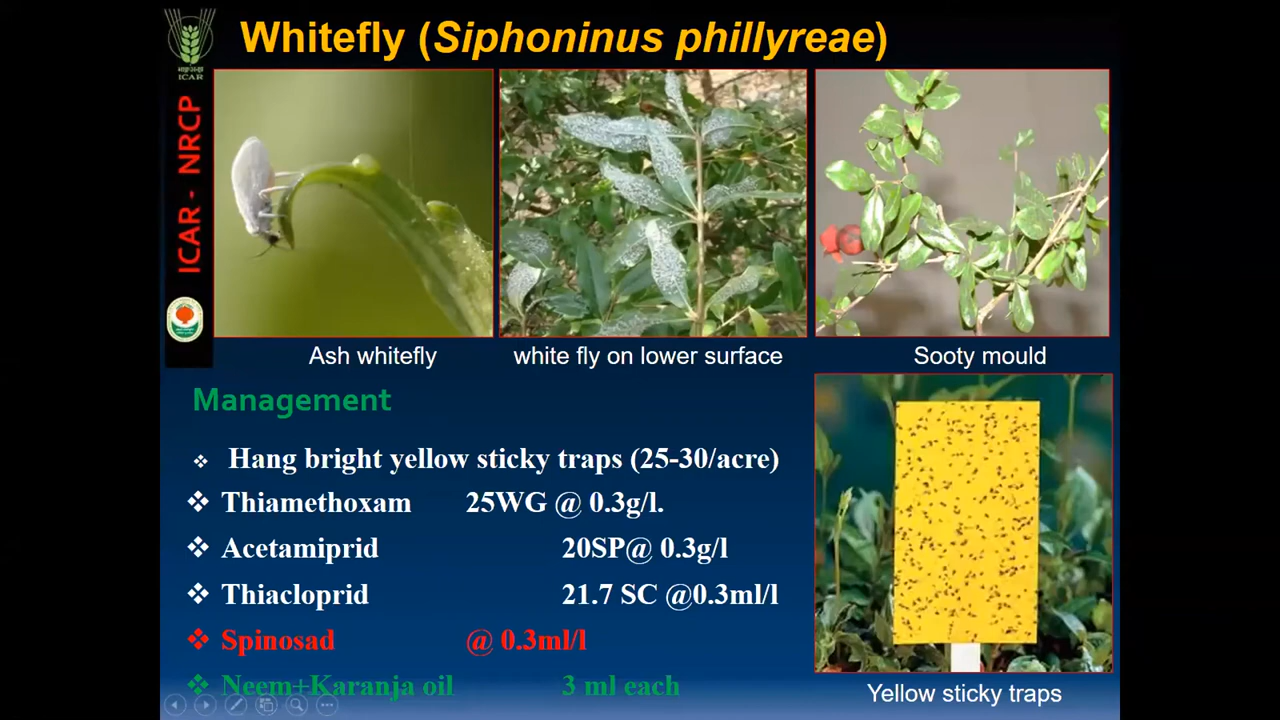 Whitefly (Siphoninus phillyreae)
ICAR
ICAR - NRCP
Ash whitefly
white fly on lower surface
Sooty mould
Management
❖ Hang bright yellow sticky traps (25-30/acre)
❖ Thiamethoxam 25WG @ 0.3g/l.
❖ Acetamiprid 20SP@ 0.3g/l
❖ Thiacloprid 21.7 SC @0.3ml/l
❖ Spinosad @ 0.3ml/l
❖ Neem+Karanja oil 3 ml each
Yellow sticky traps